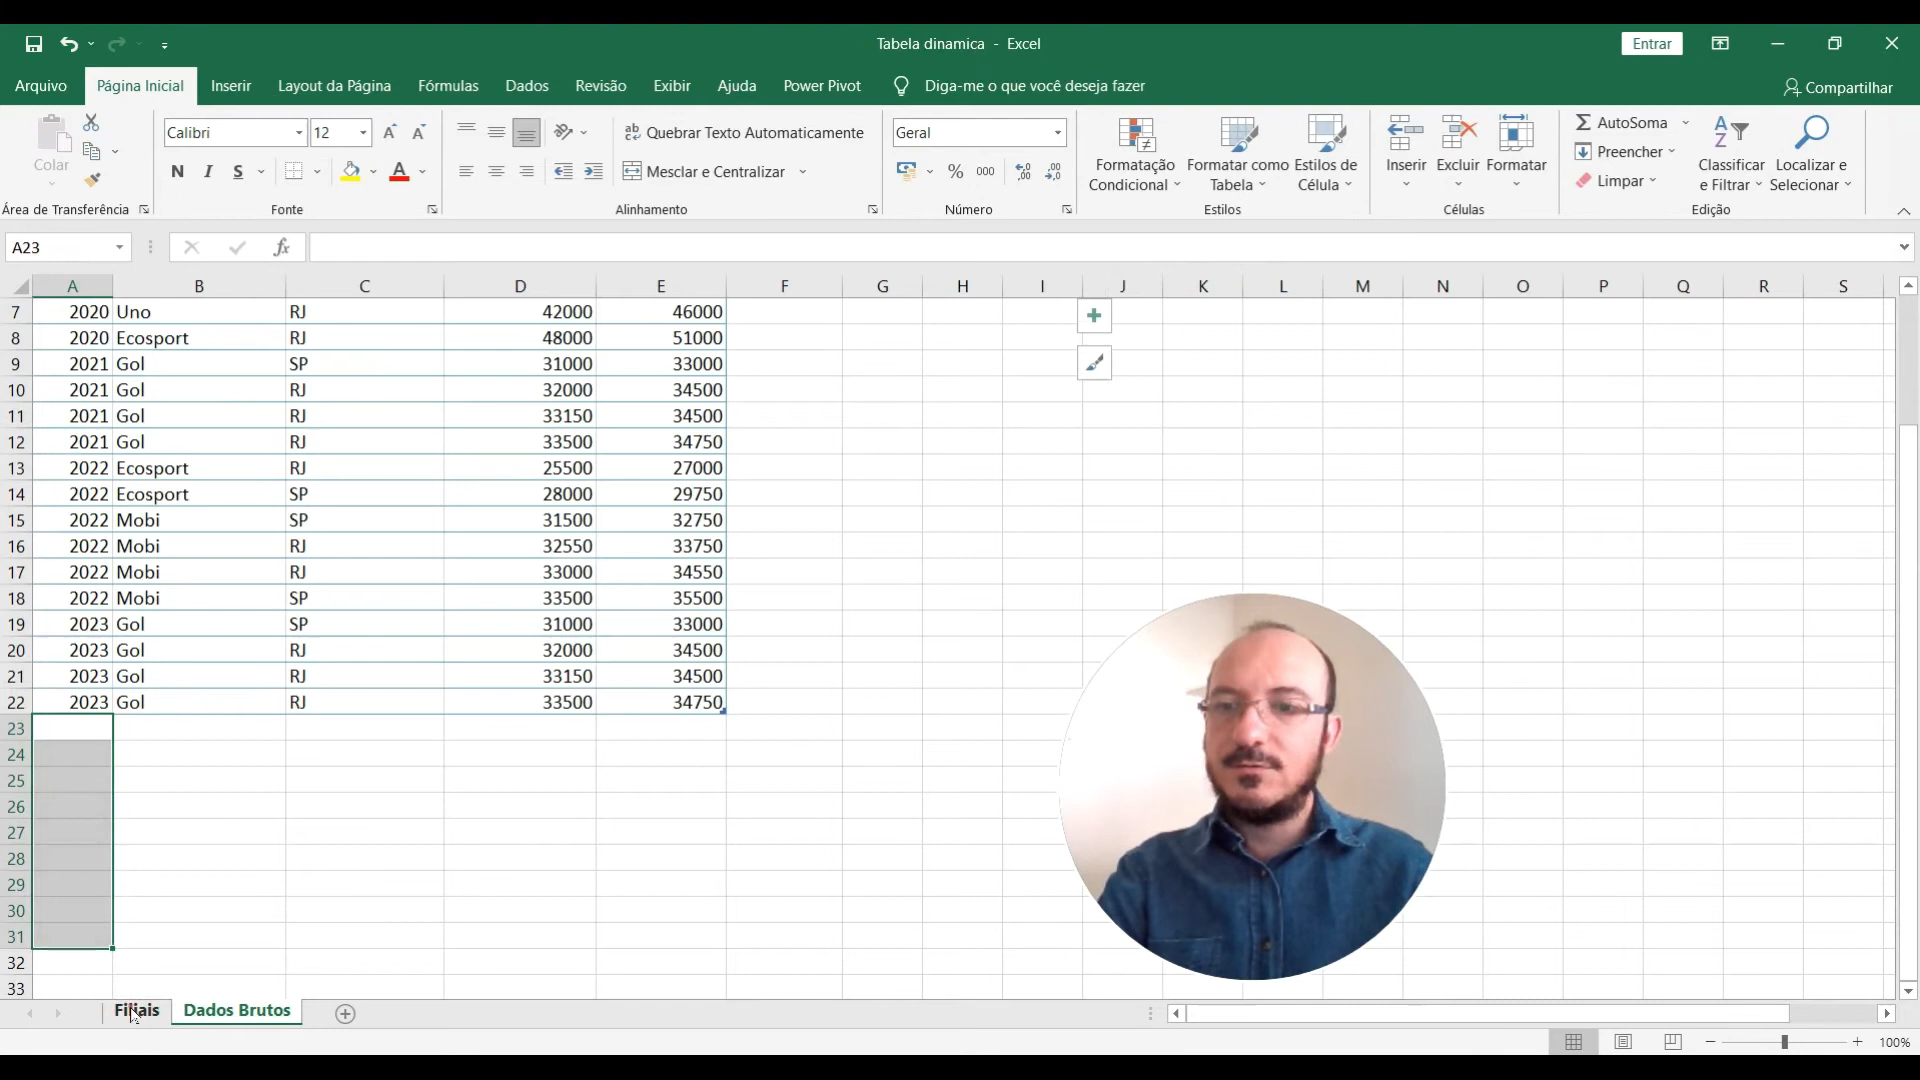 Tabela dinamica - Excel
Entrar
Arquivo Página Inicial Inserir Layout da Página Fórmulas Dados Revisão Exibir Ajuda Power Pivot Diga-me o que você deseja fazer Compartilhar
Colar
Área de Transferência
Calibri 12
N I S A
Fonte
Quebrar Texto Automaticamente
Mesclar e Centralizar
Alinhamento
Geral
% 000
Número
Formatação Condicional
Formatar como Tabela
Estilos de Célula
Estilos
Inserir Excluir Formatar
Células
AutoSoma
Preencher
Limpar
Classificar e Filtrar
Localizar e Selecionar
Edição
A23 fx
A B C D E F G H I J K L M N O P Q R S
7 2020 Uno RJ 42000 46000
8 2020 Ecosport RJ 48000 51000
9 2021 Gol SP 31000 33000
10 2021 Gol RJ 32000 34500
11 2021 Gol RJ 33150 34500
12 2021 Gol RJ 33500 34750
13 2022 Ecosport RJ 25500 27000
14 2022 Ecosport SP 28000 29750
15 2022 Mobi SP 31500 32750
16 2022 Mobi RJ 32550 33750
17 2022 Mobi RJ 33000 34550
18 2022 Mobi SP 33500 35500
19 2023 Gol SP 31000 33000
20 2023 Gol RJ 32000 34500
21 2023 Gol RJ 33150 34500
22 2023 Gol RJ 33500 34750
23
24
25
26
27
28
29
30
31
32
33
Filiais Dados Brutos
100%